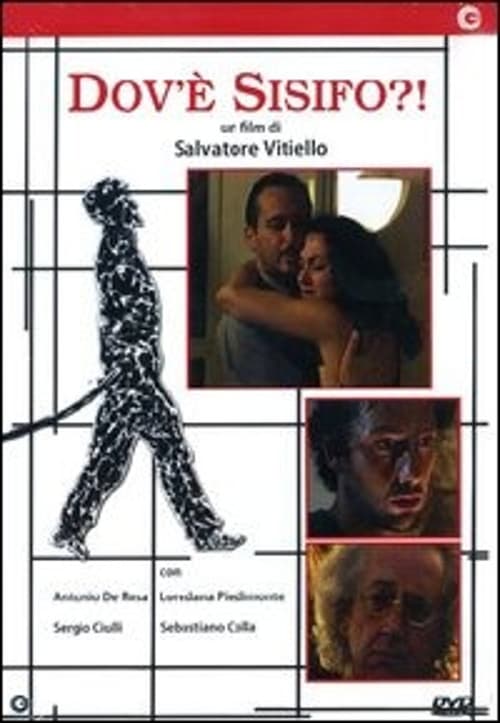 DOV'È SISIFO?!
un film di
Salvatore Vitiello
con
Antonio De Rosa Loredana Piedimonte
Sergio Ciulli Sebastiano Colla
DVD